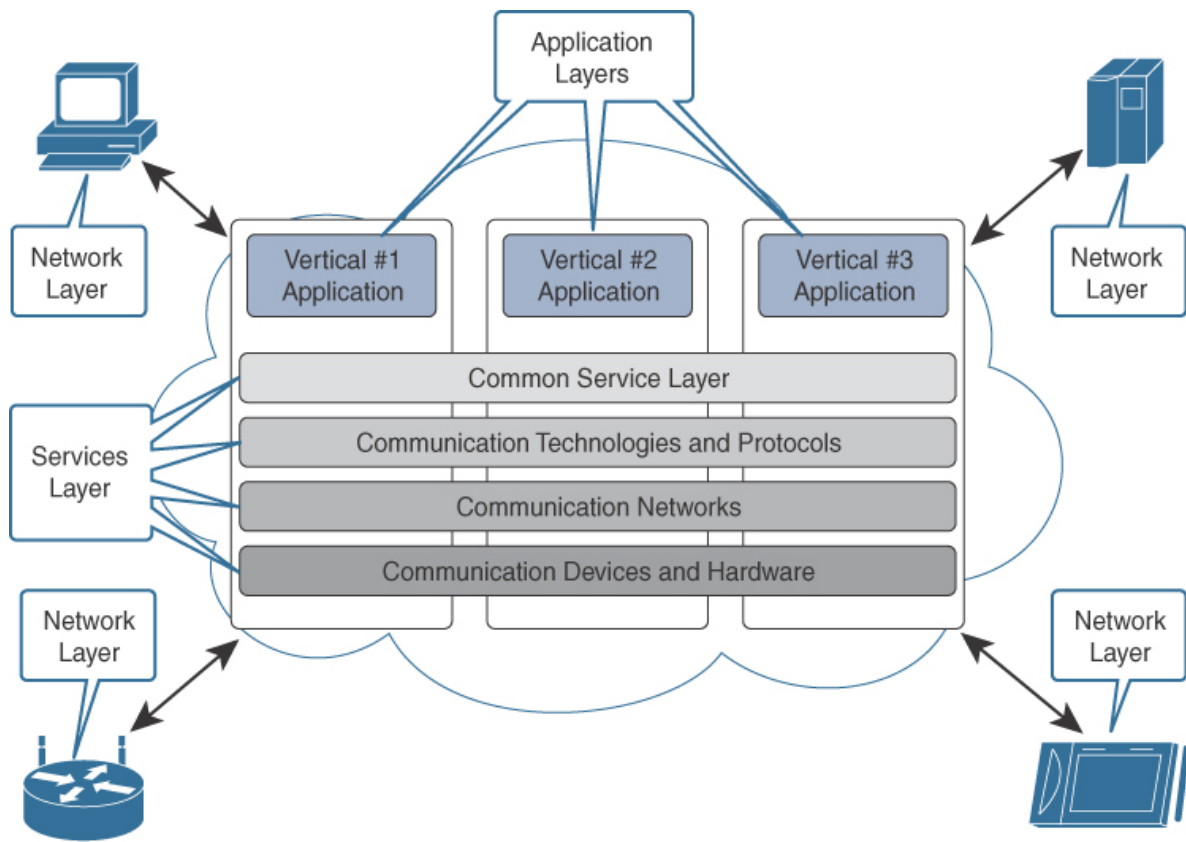 Application
Layers
Network
Layer
Network
Layer
Vertical #1
Application
Vertical #2
Application
Vertical #3
Application
Common Service Layer
Services
Layer
Communication Technologies and Protocols
Communication Networks
Communication Devices and Hardware
Network
Layer
Network
Layer